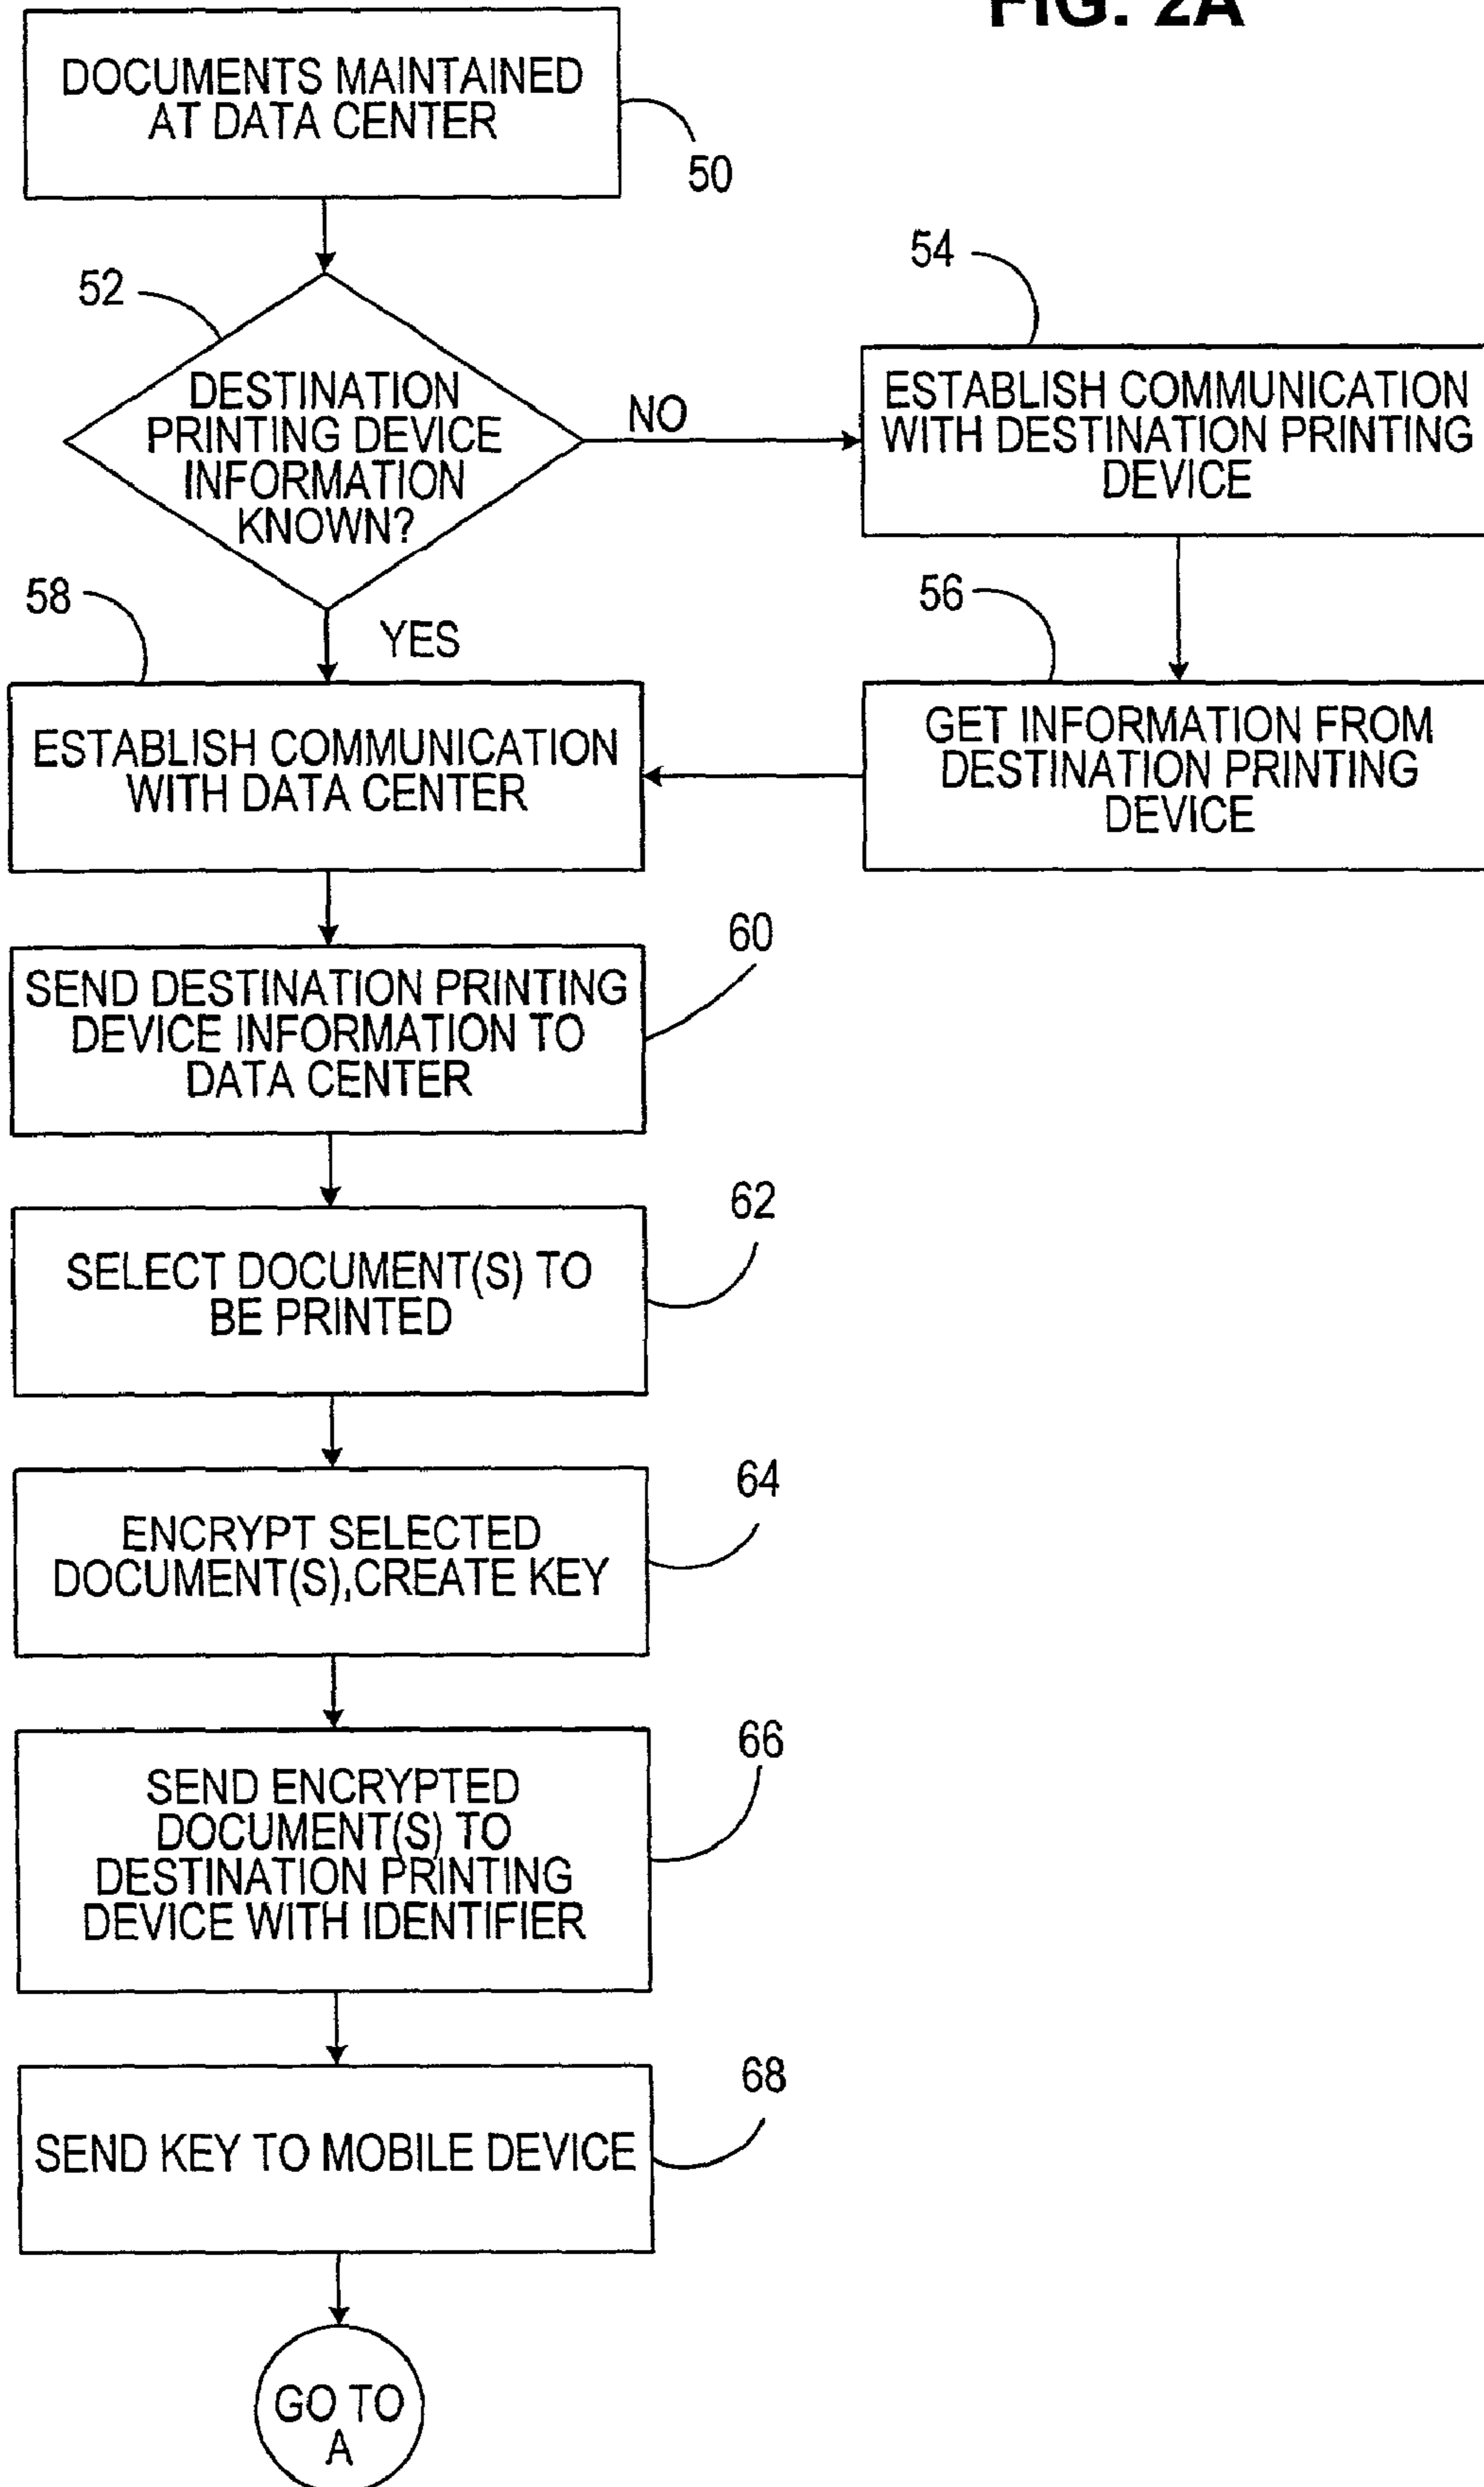 FIG. 2A
DOCUMENTS MAINTAINED
AT DATA CENTER
50
52
DESTINATION
PRINTING DEVICE
INFORMATION
KNOWN?
NO
54
ESTABLISH COMMUNICATION
WITH DESTINATION PRINTING
DEVICE
56
GET INFORMATION FROM
DESTINATION PRINTING
DEVICE
YES
58
ESTABLISH COMMUNICATION
WITH DATA CENTER
60
SEND DESTINATION PRINTING
DEVICE INFORMATION TO
DATA CENTER
62
SELECT DOCUMENT(S) TO
BE PRINTED
64
ENCRYPT SELECTED
DOCUMENT(S),CREATE KEY
66
SEND ENCRYPTED
DOCUMENT(S) TO
DESTINATION PRINTING
DEVICE WITH IDENTIFIER
68
SEND KEY TO MOBILE DEVICE
GO TO
A